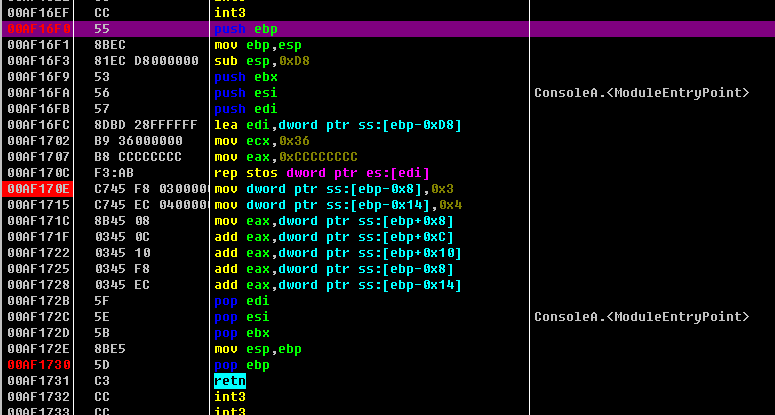 00AF16EF CC int3
00AF16F0 55 push ebp
00AF16F1 8BEC mov ebp,esp
00AF16F3 81EC D8000000 sub esp,0xD8
00AF16F9 53 push ebx
00AF16FA 56 push esi ConsoleA.<ModuleEntryPoint>
00AF16FB 57 push edi
00AF16FC 8DBD 28FFFFFF lea edi,dword ptr ss:[ebp-0xD8]
00AF1702 B9 36000000 mov ecx,0x36
00AF1707 B8 CCCCCCCC mov eax,0xCCCCCCCC
00AF170C F3:AB rep stos dword ptr es:[edi]
00AF170E C745 F8 0300000 mov dword ptr ss:[ebp-0x8],0x3
00AF1715 C745 EC 0400000 mov dword ptr ss:[ebp-0x14],0x4
00AF171C 8B45 08 mov eax,dword ptr ss:[ebp+0x8]
00AF171F 0345 0C add eax,dword ptr ss:[ebp+0xC]
00AF1722 0345 10 add eax,dword ptr ss:[ebp+0x10]
00AF1725 0345 F8 add eax,dword ptr ss:[ebp-0x8]
00AF1728 0345 EC add eax,dword ptr ss:[ebp-0x14]
00AF172B 5F pop edi
00AF172C 5E pop esi ConsoleA.<ModuleEntryPoint>
00AF172D 5B pop ebx
00AF172E 8BE5 mov esp,ebp
00AF1730 5D pop ebp
00AF1731 C3 retn
00AF1732 CC int3
00AF1733 CC int3